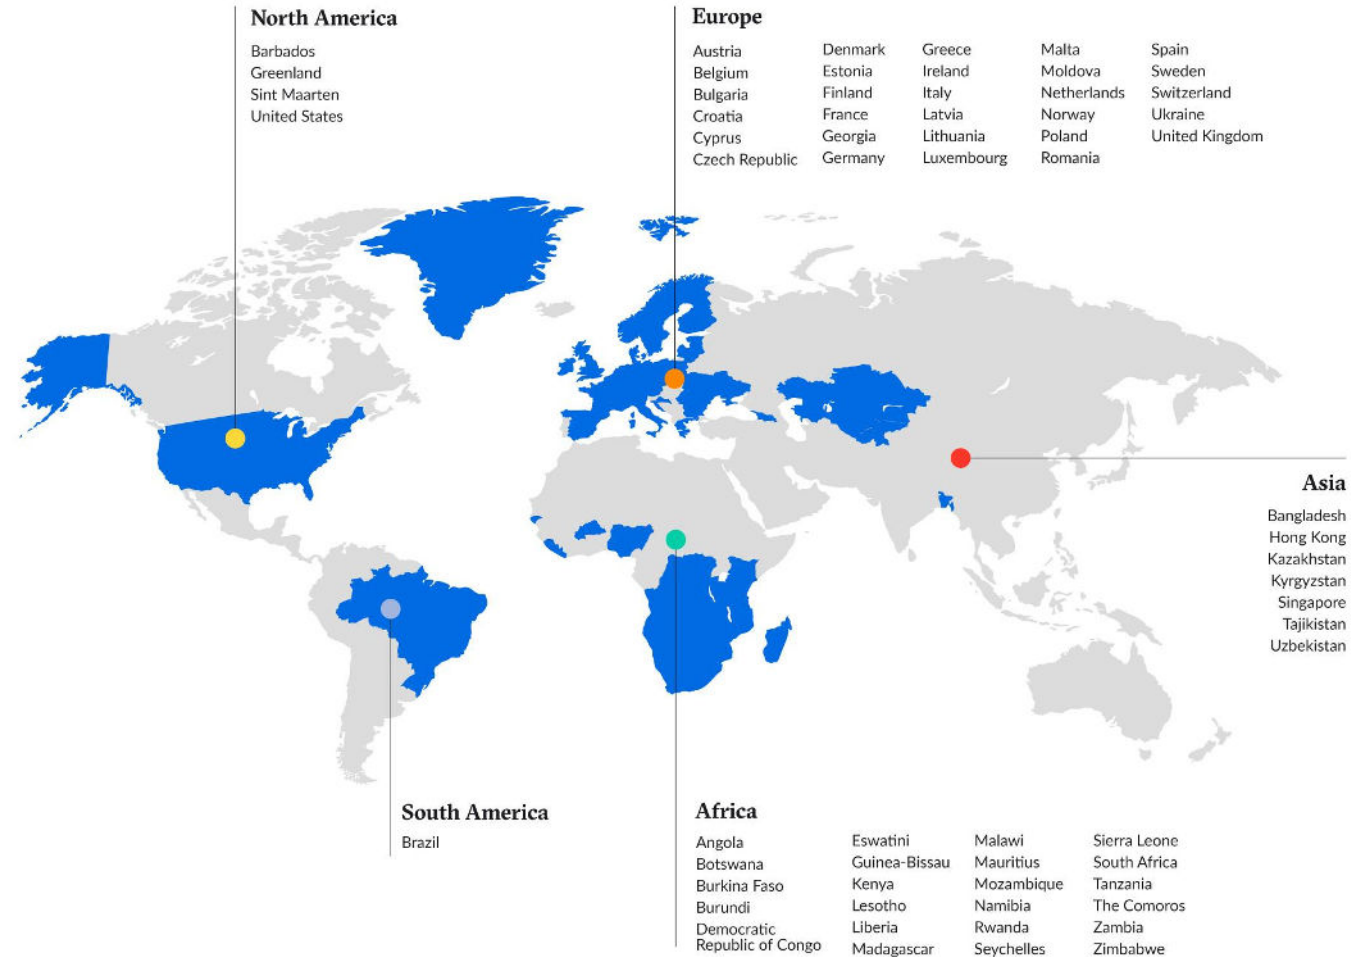 North America
Barbados
Greenland
Sint Maarten
United States
Europe
Austria
Belgium
Bulgaria
Croatia
Cyprus
Czech Republic
Denmark
Estonia
Finland
France
Georgia
Germany
Greece
Ireland
Italy
Latvia
Lithuania
Luxembourg
Malta
Moldova
Netherlands
Norway
Poland
Romania
Spain
Sweden
Switzerland
Ukraine
United Kingdom
Asia
Bangladesh
Hong Kong
Kazakhstan
Kyrgyzstan
Singapore
Tajikistan
Uzbekistan
South America
Brazil
Africa
Angola
Botswana
Burkina Faso
Burundi
Democratic
Republic of Congo
Eswatini
Guinea-Bissau
Kenya
Lesotho
Liberia
Madagascar
Malawi
Mauritius
Mozambique
Namibia
Rwanda
Seychelles
Sierra Leone
South Africa
Tanzania
The Comoros
Zambia
Zimbabwe